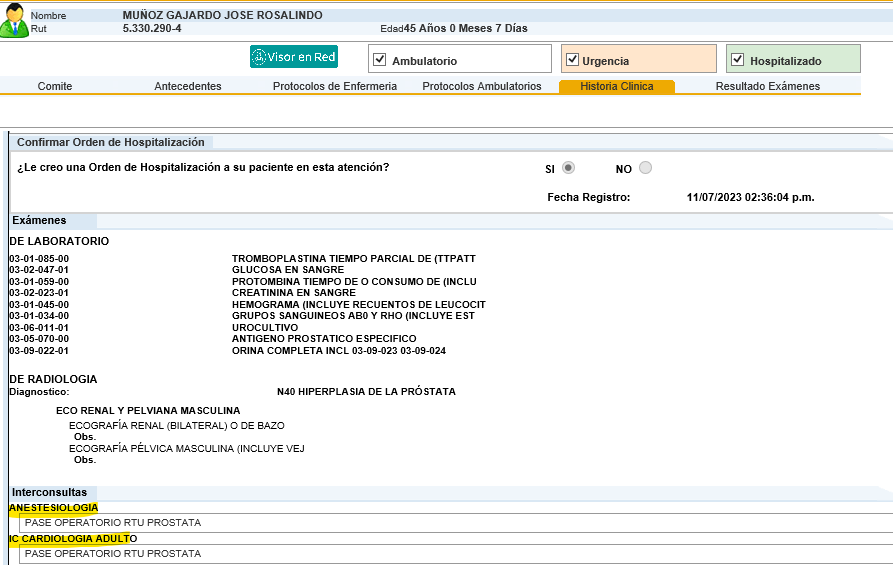 Nombre MUÑOZ GAJARDO JOSE ROSALINDO
Rut 5.330.290-4 Edad45 Años 0 Meses 7 Días
Visor en Red Ambulatorio Urgencia Hospitalizado
Comite Antecedentes Protocolos de Enfermeria Protocolos Ambulatorios Historia Clinica Resultado Exámenes
Confirmar Orden de Hospitalización
¿Le creo una Orden de Hospitalización a su paciente en esta atención? SI NO
Fecha Registro: 11/07/2023 02:36:04 p.m.
Exámenes
DE LABORATORIO
03-01-085-00 TROMBOPLASTINA TIEMPO PARCIAL DE (TTPATT
03-02-047-01 GLUCOSA EN SANGRE
03-01-059-00 PROTOMBINA TIEMPO DE O CONSUMO DE (INCLU
03-02-023-01 CREATININA EN SANGRE
03-01-045-00 HEMOGRAMA (INCLUYE RECUENTOS DE LEUCOCIT
03-01-034-00 GRUPOS SANGUINEOS AB0 Y RHO (INCLUYE EST
03-06-011-01 UROCULTIVO
03-05-070-00 ANTIGENO PROSTATICO ESPECIFICO
03-09-022-01 ORINA COMPLETA INCL 03-09-023 03-09-024
DE RADIOLOGIA
Diagnostico: N40 HIPERPLASIA DE LA PRÓSTATA
ECO RENAL Y PELVIANA MASCULINA
ECOGRAFÍA RENAL (BILATERAL) O DE BAZO
Obs.
ECOGRAFÍA PÉLVICA MASCULINA (INCLUYE VEJ
Obs.
Interconsultas
ANESTESIOLOGIA
PASE OPERATORIO RTU PROSTATA
IC CARDIOLOGIA ADULTO
PASE OPERATORIO RTU PROSTATA